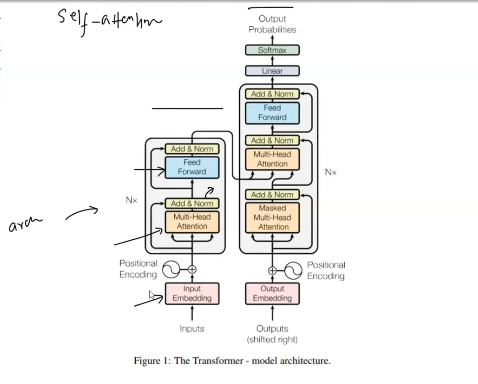 Self-attention
Output
Probabilities
Softmax
Linear
Add & Norm
Feed
Forward
Add & Norm
Multi-Head
Attention
Nx
Add & Norm
Masked
Multi-Head
Attention
Positional
Encoding
Output
Embedding
Outputs
(shifted right)
Add & Norm
Feed
Forward
Nx
Add & Norm
Multi-Head
Attention
Positional
Encoding
Input
Embedding
Inputs
Figure 1: The Transformer - model architecture.